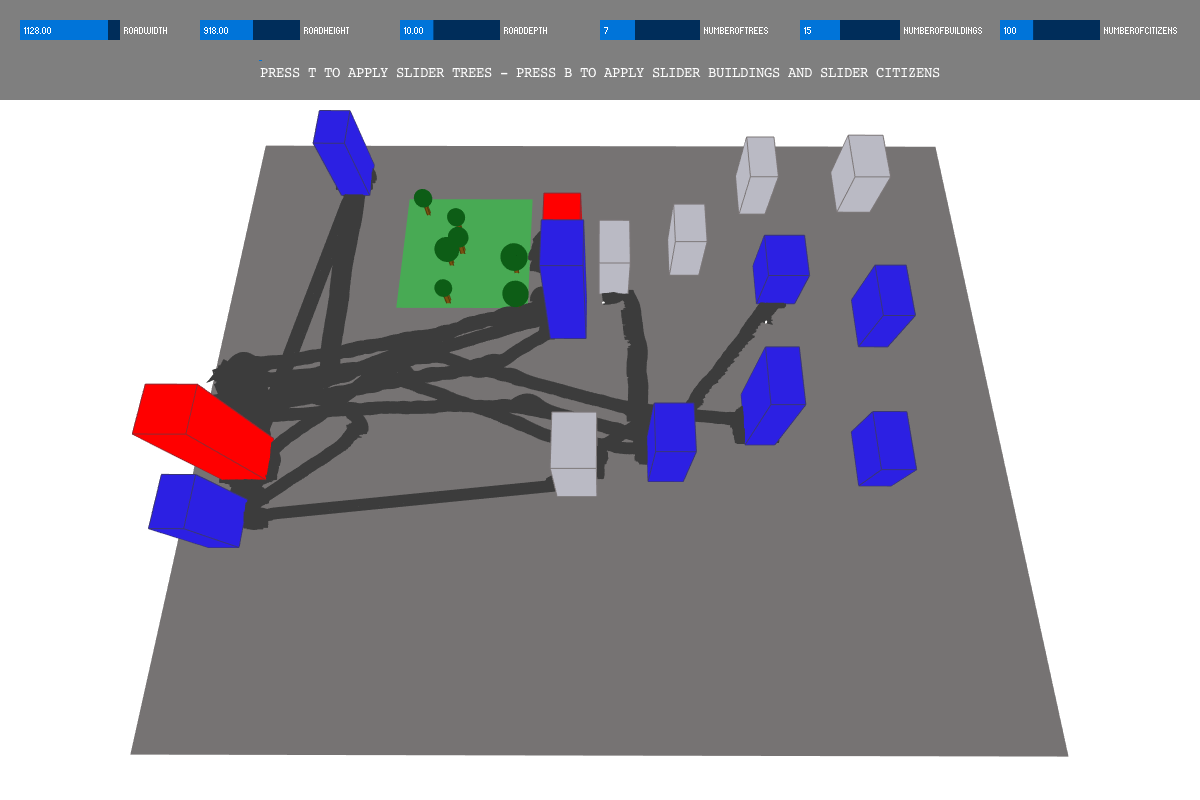 1128.00 ROADWIDTH 918.00 ROADHEIGHT 10.00 ROADDEPTH 7 NUMBEROFTREES 15 NUMBEROFBUILDINGS 100 NUMBEROFCITIZENS
PRESS T TO APPLY SLIDER TREES - PRESS B TO APPLY SLIDER BUILDINGS AND SLIDER CITIZENS